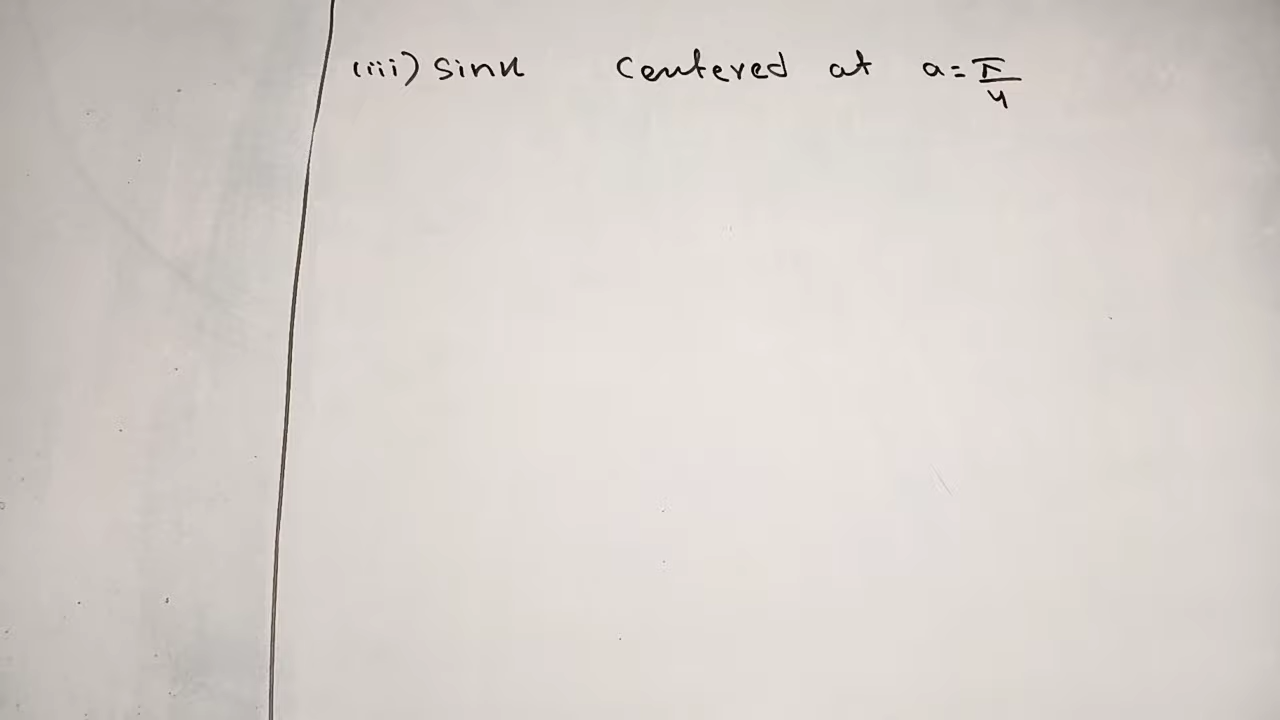 (iii) sinx centered at a = π/4